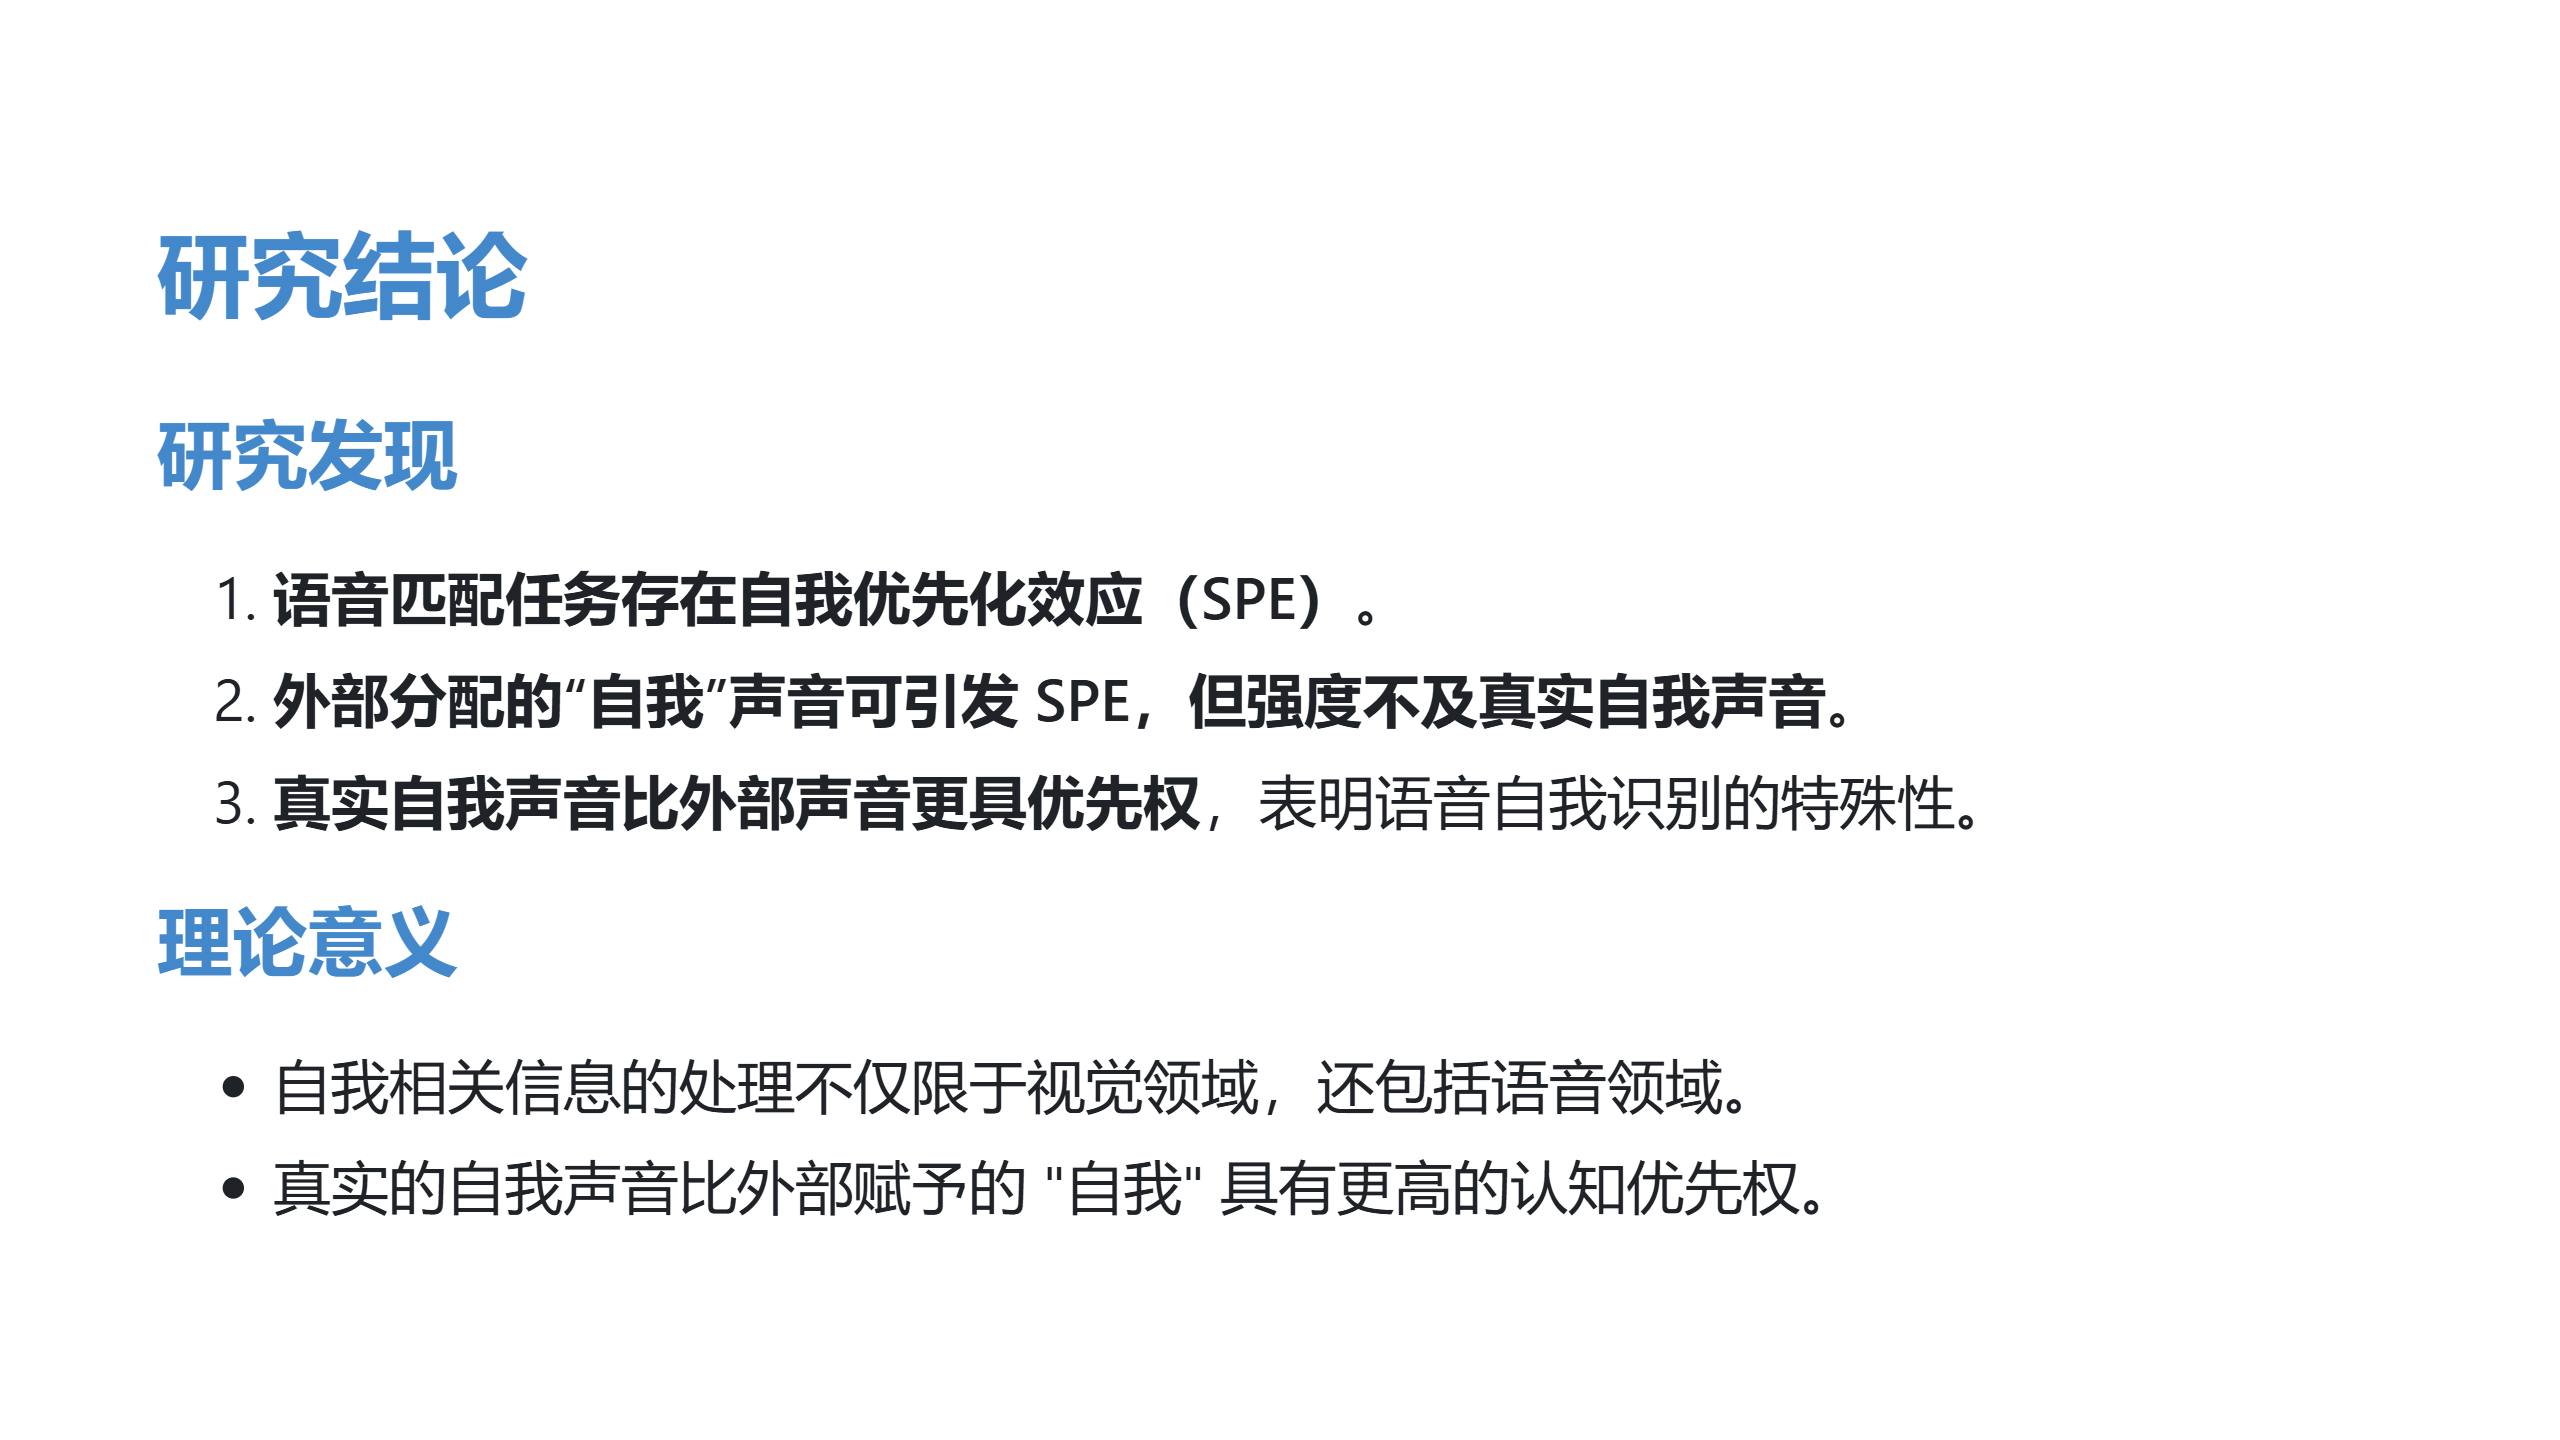 研究结论
研究发现
1. 语音匹配任务存在自我优先化效应（SPE）。
2. 外部分配的“自我”声音可引发 SPE，但强度不及真实自我声音。
3. 真实自我声音比外部声音更具优先权，表明语音自我识别的特殊性。
理论意义
• 自我相关信息的处理不仅限于视觉领域，还包括语音领域。
• 真实的自我声音比外部赋予的 "自我" 具有更高的认知优先权。